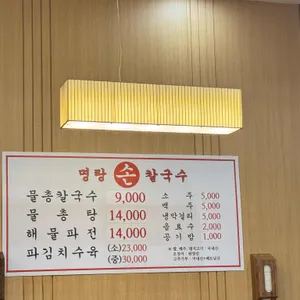 명랑 손 칼국수
물총칼국수 9,000
물총탕 14,000
해물파전 14,000
파김치수육 (소)23,000
(중)30,000
소주 5,000
맥주 5,000
냉막걸리 5,000
음료수 2,000
공기밥 1,000